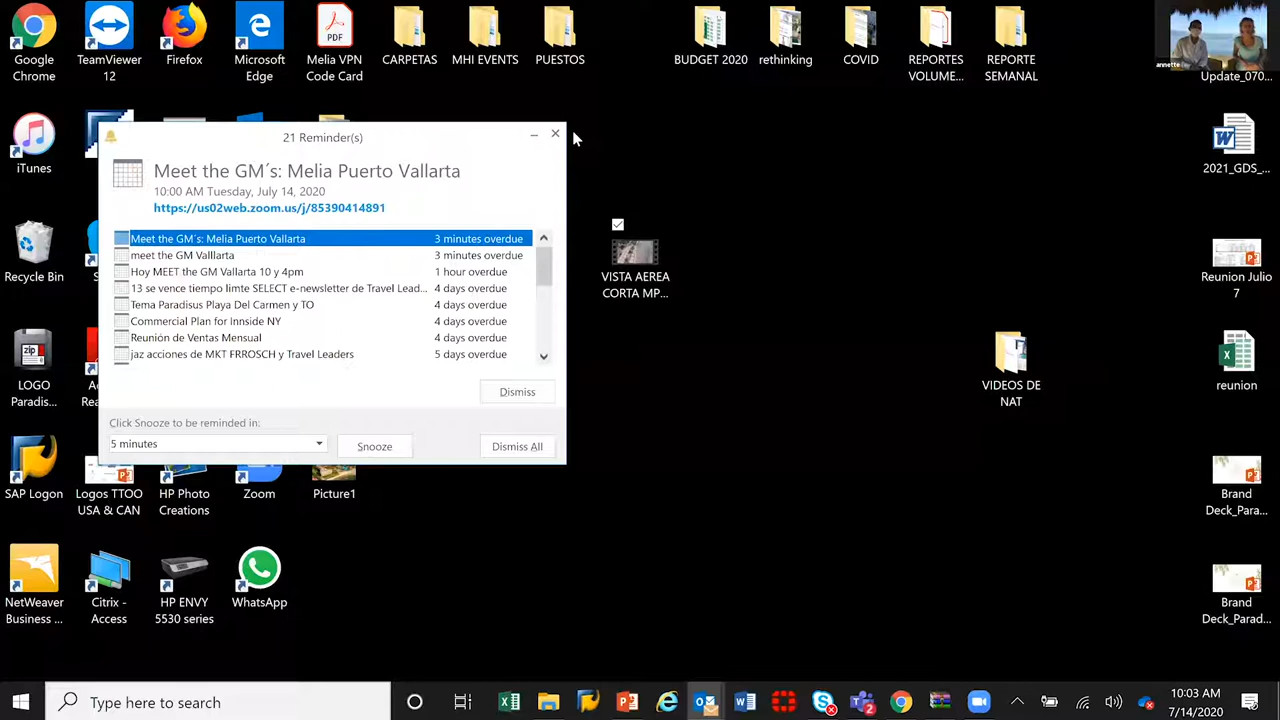 Google
Chrome
TeamViewer
12
Firefox
Microsoft
Edge
PDF
Melia VPN
Code Card
CARPETAS
MHI EVENTS
PUESTOS
BUDGET 2020
rethinking
COVID
REPORTES
VOLUME...
REPORTE
SEMANAL
annette
Update_070...
iTunes
2021_GDS_...
Recycle Bin
21 Reminder(s)
Meet the GM´s: Melia Puerto Vallarta
10:00 AM Tuesday, July 14, 2020
https://us02web.zoom.us/j/85390414891
Meet the GM´s: Melia Puerto Vallarta 3 minutes overdue
meet the GM Valllarta 3 minutes overdue
Hoy MEET the GM Vallarta 10 y 4pm 1 hour overdue
13 se vence tiempo limte SELECT e-newsletter de Travel Lead... 4 days overdue
Tema Paradisus Playa Del Carmen y TO 4 days overdue
Commercial Plan for Innside NY 4 days overdue
Reunión de Ventas Mensual 4 days overdue
jaz acciones de MKT FRROSCH y Travel Leaders 5 days overdue
Dismiss
Click Snooze to be reminded in:
5 minutes
Snooze
Dismiss All
VISTA AEREA
CORTA MP...
Reunion Julio
7
zip
LOGO
Paradis...
VIDEOS DE
NAT
reunion
SAP Logon
Logos TTOO
USA & CAN
HP Photo
Creations
Zoom
Picture1
Brand
Deck_Para...
NetWeaver
Business ...
Citrix -
Access
HP ENVY
5530 series
WhatsApp
Brand
Deck_Parad...
Type here to search
2
10:03 AM
7/14/2020